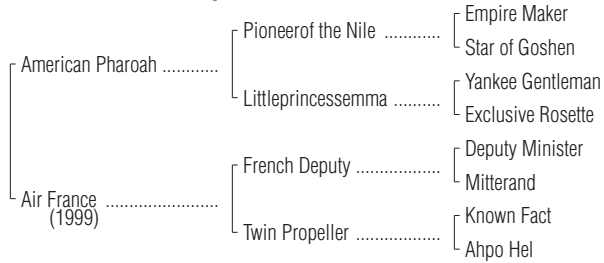 Empire Maker
Pioneerof the Nile ............
Star of Goshen
American Pharoah ............
Yankee Gentleman
Littleprincessemma ..........
Exclusive Rosette
Deputy Minister
French Deputy ..................
Mitterand
Air France ........................
(1999)
Known Fact
Twin Propeller ..................
Ahpo Hel